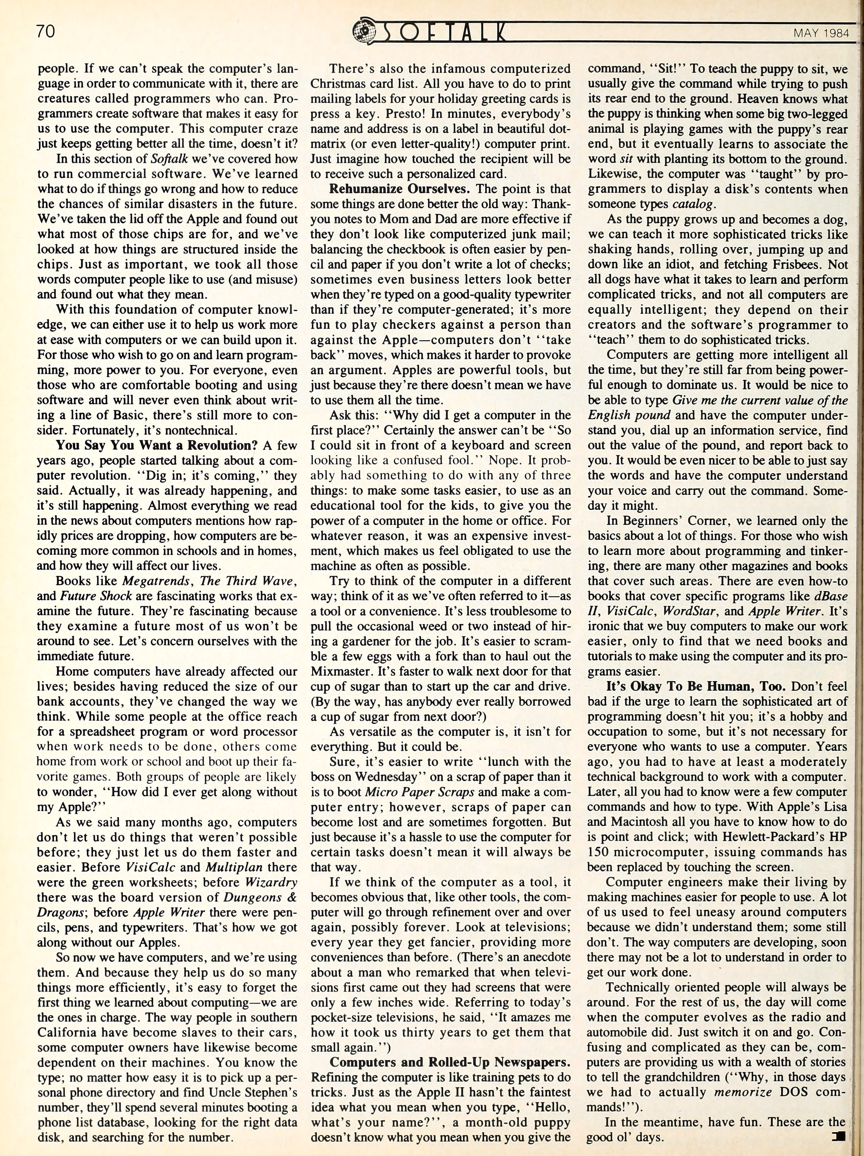 70
SOFTALK
MAY 1984
people. If we can't speak the computer's lan-
guage in order to communicate with it, there are
creatures called programmers who can. Pro-
grammers create software that makes it easy for
us to use the computer. This computer craze
just keeps getting better all the time, doesn't it?
In this section of Softalk we've covered how
to run commercial software. We've learned
what to do if things go wrong and how to reduce
the chances of similar disasters in the future.
We've taken the lid off the Apple and found out
what most of those chips are for, and we've
looked at how things are structured inside the
chips. Just as important, we took all those
words computer people like to use (and misuse)
and found out what they mean.
With this foundation of computer knowl-
edge, we can either use it to help us work more
at ease with computers or we can build upon it.
For those who wish to go on and learn program-
ming, more power to you. For everyone, even
those who are comfortable booting and using
software and will never even think about writ-
ing a line of Basic, there's still more to con-
sider. Fortunately, it's nontechnical.
You Say You Want a Revolution? A few
years ago, people started talking about a com-
puter revolution. "Dig in; it's coming," they
said. Actually, it was already happening, and
it's still happening. Almost everything we read
in the news about computers mentions how rap-
idly prices are dropping, how computers are be-
coming more common in schools and in homes,
and how they will affect our lives.
Books like Megatrends, The Third Wave,
and Future Shock are fascinating works that ex-
amine the future. They're fascinating because
they examine a future most of us won't be
around to see. Let's concern ourselves with the
immediate future.
Home computers have already affected our
lives; besides having reduced the size of our
bank accounts, they've changed the way we
think. While some people at the office reach
for a spreadsheet program or word processor
when work needs to be done, others come
home from work or school and boot up their fa-
vorite games. Both groups of people are likely
to wonder, "How did I ever get along without
my Apple?"
As we said many months ago, computers
don't let us do things that weren't possible
before; they just let us do them faster and
easier. Before VisiCalc and Multiplan there
were the green worksheets; before Wizardry
there was the board version of Dungeons &
Dragons; before Apple Writer there were pen-
cils, pens, and typewriters. That's how we got
along without our Apples.
So now we have computers, and we're using
them. And because they help us do so many
things more efficiently, it's easy to forget the
first thing we learned about computing—we are
the ones in charge. The way people in southern
California have become slaves to their cars,
some computer owners have likewise become
dependent on their machines. You know the
type; no matter how easy it is to pick up a per-
sonal phone directory and find Uncle Stephen's
number, they'll spend several minutes booting a
phone list database, looking for the right data
disk, and searching for the number.
There's also the infamous computerized
Christmas card list. All you have to do to print
mailing labels for your holiday greeting cards is
press a key. Presto! In minutes, everybody's
name and address is on a label in beautiful dot-
matrix (or even letter-quality!) computer print.
Just imagine how touched the recipient will be
to receive such a personalized card.
Rehumanize Ourselves. The point is that
some things are done better the old way: Thank-
you notes to Mom and Dad are more effective if
they don't look like computerized junk mail;
balancing the checkbook is often easier by pen-
cil and paper if you don't write a lot of checks;
sometimes even business letters look better
when they're typed on a good-quality typewriter
than if they're computer-generated; it's more
fun to play checkers against a person than
against the Apple—computers don't "take
back" moves, which makes it harder to provoke
an argument. Apples are powerful tools, but
just because they're there doesn't mean we have
to use them all the time.
Ask this: "Why did I get a computer in the
first place?" Certainly the answer can't be "So
I could sit in front of a keyboard and screen
looking like a confused fool." Nope. It prob-
ably had something to do with any of three
things: to make some tasks easier, to use as an
educational tool for the kids, to give you the
power of a computer in the home or office. For
whatever reason, it was an expensive invest-
ment, which makes us feel obligated to use the
machine as often as possible.
Try to think of the computer in a different
way; think of it as we've often referred to it—as
a tool or a convenience. It's less troublesome to
pull the occasional weed or two instead of hir-
ing a gardener for the job. It's easier to scram-
ble a few eggs with a fork than to haul out the
Mixmaster. It's faster to walk next door for that
cup of sugar than to start up the car and drive.
(By the way, has anybody ever really borrowed
a cup of sugar from next door?)
As versatile as the computer is, it isn't for
everything. But it could be.
Sure, it's easier to write "lunch with the
boss on Wednesday" on a scrap of paper than it
is to boot Micro Paper Scraps and make a com-
puter entry; however, scraps of paper can
become lost and are sometimes forgotten. But
just because it's a hassle to use the computer for
certain tasks doesn't mean it will always be
that way.
If we think of the computer as a tool, it
becomes obvious that, like other tools, the com-
puter will go through refinement over and over
again, possibly forever. Look at televisions;
every year they get fancier, providing more
conveniences than before. (There's an anecdote
about a man who remarked that when televi-
sions first came out they had screens that were
only a few inches wide. Referring to today's
pocket-size televisions, he said, "It amazes me
how it took us thirty years to get them that
small again.")
Computers and Rolled-Up Newspapers.
Refining the computer is like training pets to do
tricks. Just as the Apple II hasn't the faintest
idea what you mean when you type, "Hello,
what's your name?", a month-old puppy
doesn't know what you mean when you give the
command, "Sit!" To teach the puppy to sit, we
usually give the command while trying to push
its rear end to the ground. Heaven knows what
the puppy is thinking when some big two-legged
animal is playing games with the puppy's rear
end, but it eventually learns to associate the
word sit with planting its bottom to the ground.
Likewise, the computer was "taught" by pro-
grammers to display a disk's contents when
someone types catalog.
As the puppy grows up and becomes a dog,
we can teach it more sophisticated tricks like
shaking hands, rolling over, jumping up and
down like an idiot, and fetching Frisbees. Not
all dogs have what it takes to learn and perform
complicated tricks, and not all computers are
equally intelligent; they depend on their
creators and the software's programmer to
"teach" them to do sophisticated tricks.
Computers are getting more intelligent all
the time, but they're still far from being power-
ful enough to dominate us. It would be nice to
be able to type Give me the current value of the
English pound and have the computer under-
stand you, dial up an information service, find
out the value of the pound, and report back to
you. It would be even nicer to be able to just say
the words and have the computer understand
your voice and carry out the command. Some-
day it might.
In Beginners' Corner, we learned only the
basics about a lot of things. For those who wish
to learn more about programming and tinker-
ing, there are many other magazines and books
that cover such areas. There are even how-to
books that cover specific programs like dBase
II, VisiCalc, WordStar, and Apple Writer. It's
ironic that we buy computers to make our work
easier, only to find that we need books and
tutorials to make using the computer and its pro-
grams easier.
It's Okay To Be Human, Too. Don't feel
bad if the urge to learn the sophisticated art of
programming doesn't hit you; it's a hobby and
occupation to some, but it's not necessary for
everyone who wants to use a computer. Years
ago, you had to have at least a moderately
technical background to work with a computer.
Later, all you had to know were a few computer
commands and how to type. With Apple's Lisa
and Macintosh all you have to know how to do
is point and click; with Hewlett-Packard's HP
150 microcomputer, issuing commands has
been replaced by touching the screen.
Computer engineers make their living by
making machines easier for people to use. A lot
of us used to feel uneasy around computers
because we didn't understand them; some still
don't. The way computers are developing, soon
there may not be a lot to understand in order to
get our work done.
Technically oriented people will always be
around. For the rest of us, the day will come
when the computer evolves as the radio and
automobile did. Just switch it on and go. Con-
fusing and complicated as they can be, com-
puters are providing us with a wealth of stories
to tell the grandchildren ("Why, in those days
we had to actually memorize DOS com-
mands!").
In the meantime, have fun. These are the
good ol' days.